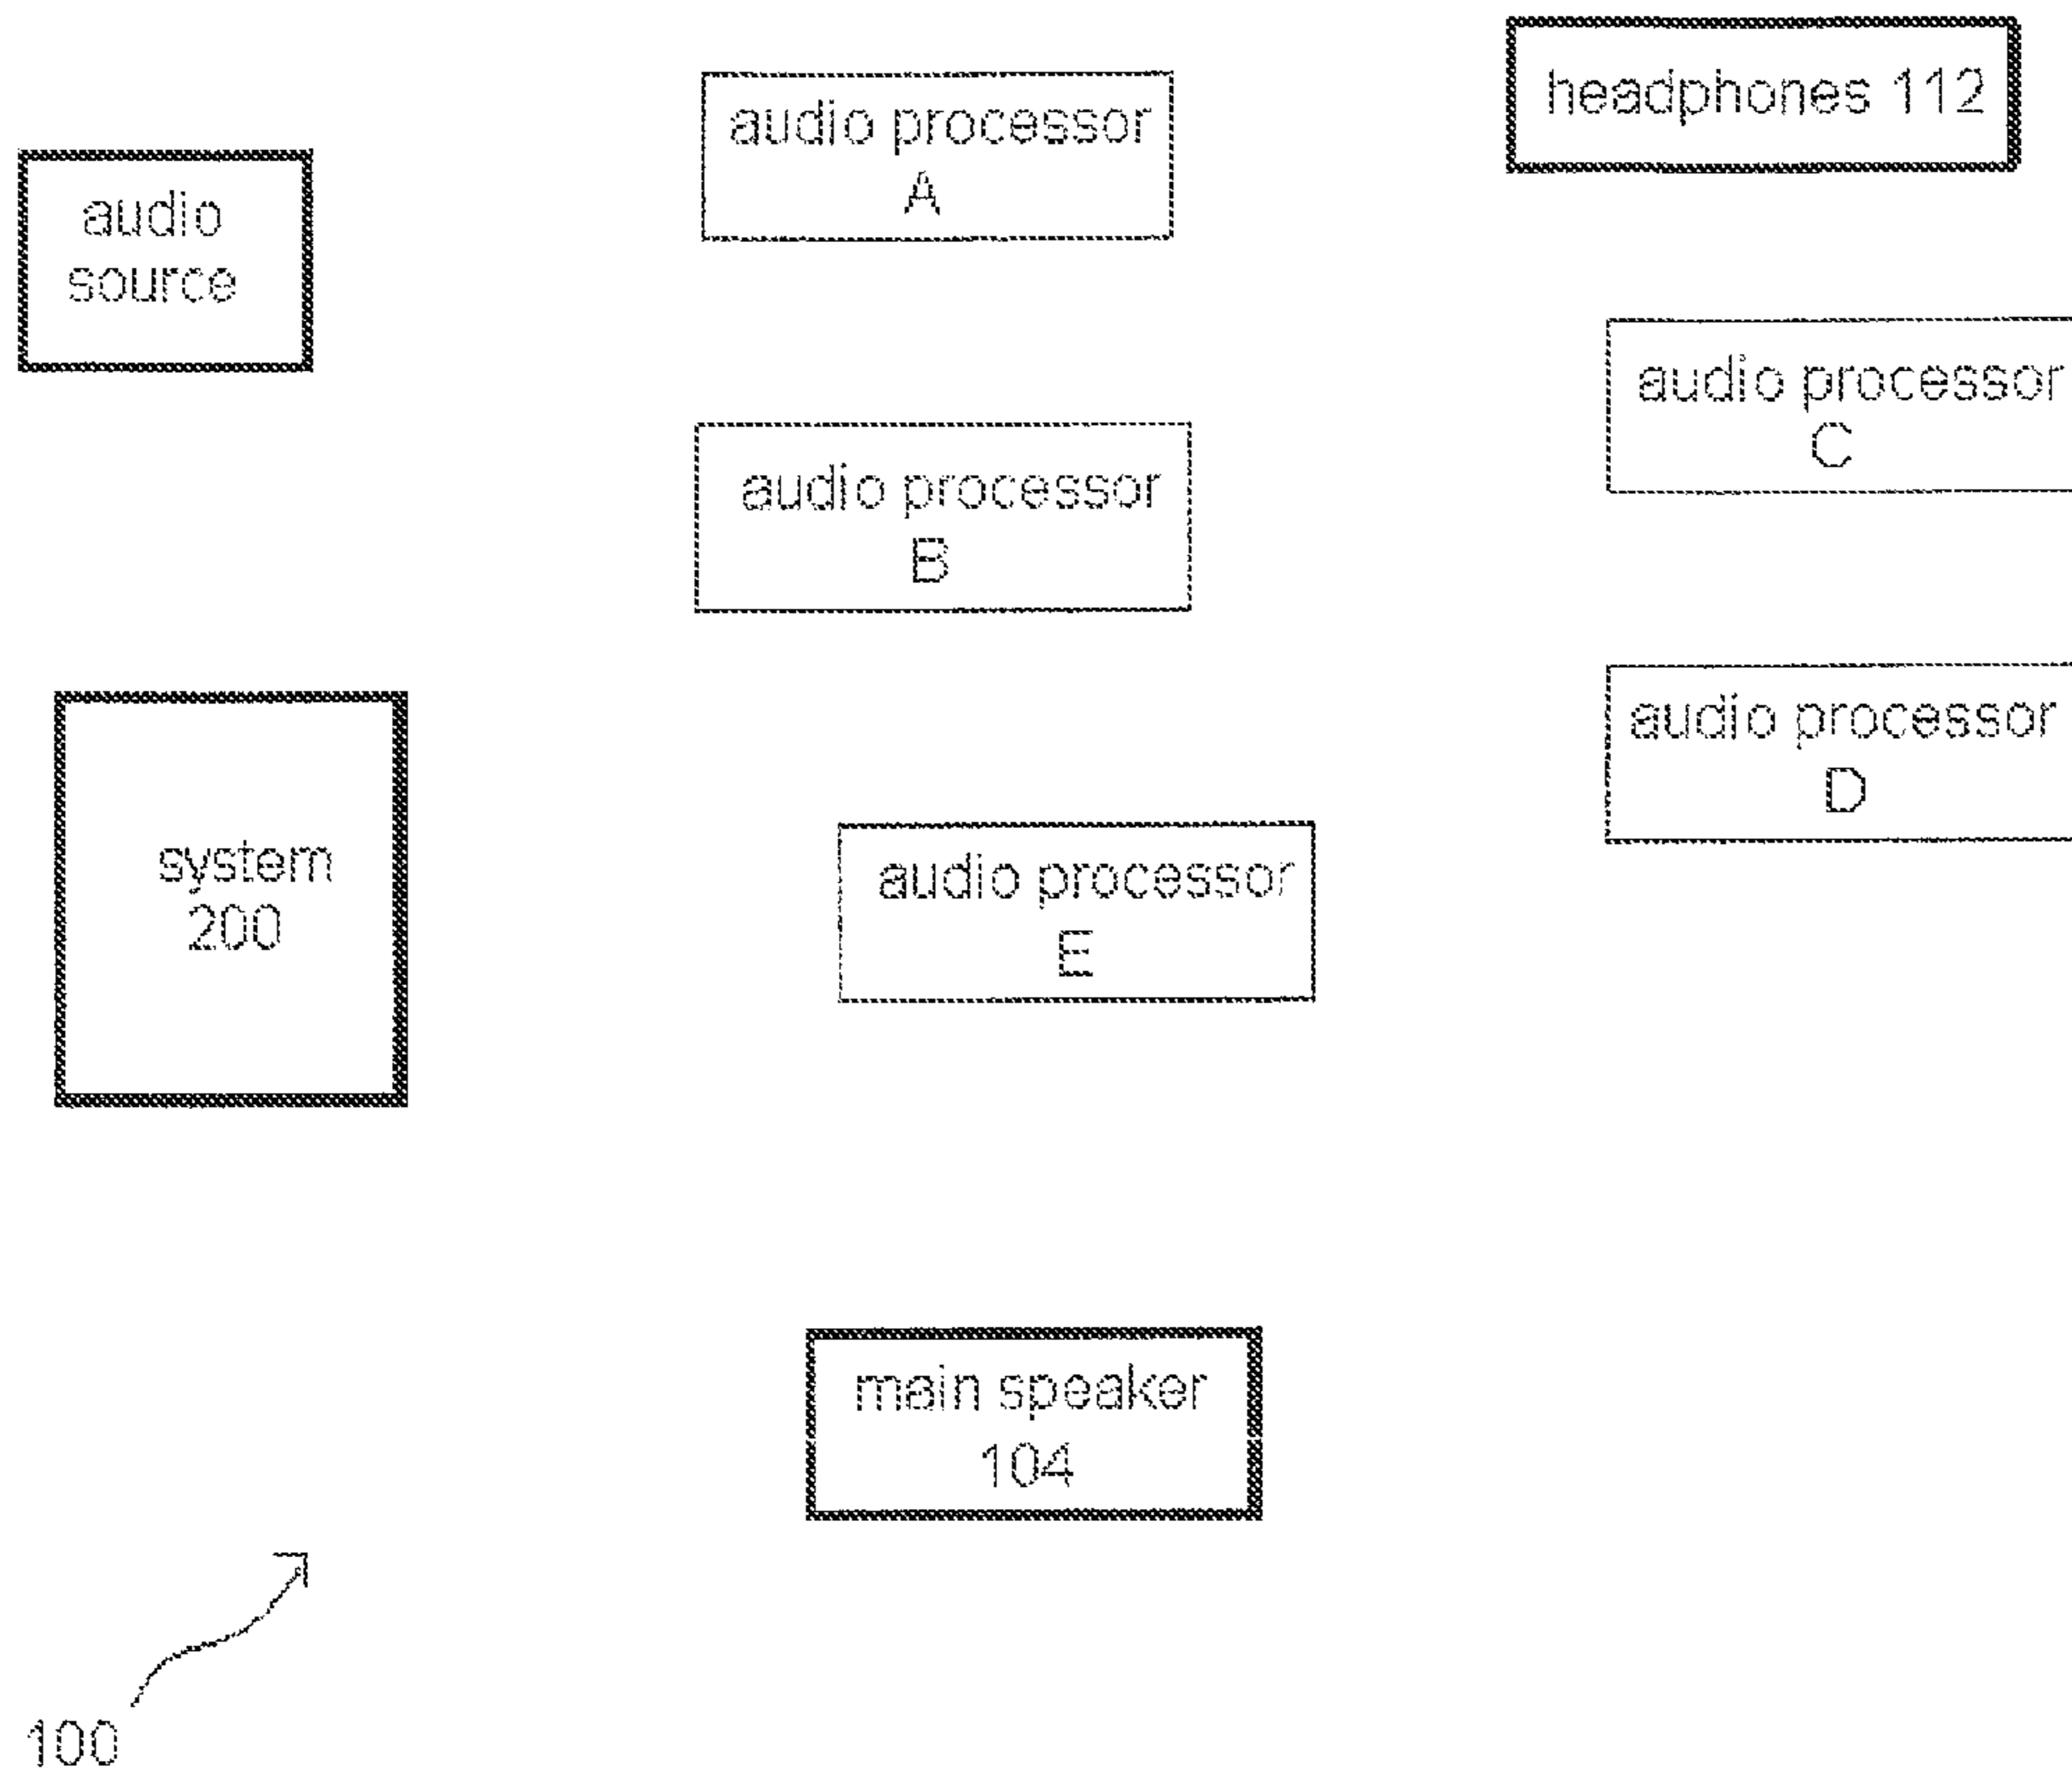 headphones 112
audio processor
A
audio
source
audio processor
C
audio processor
B
audio processor
D
system
200
audio processor
E
main speaker
104
100